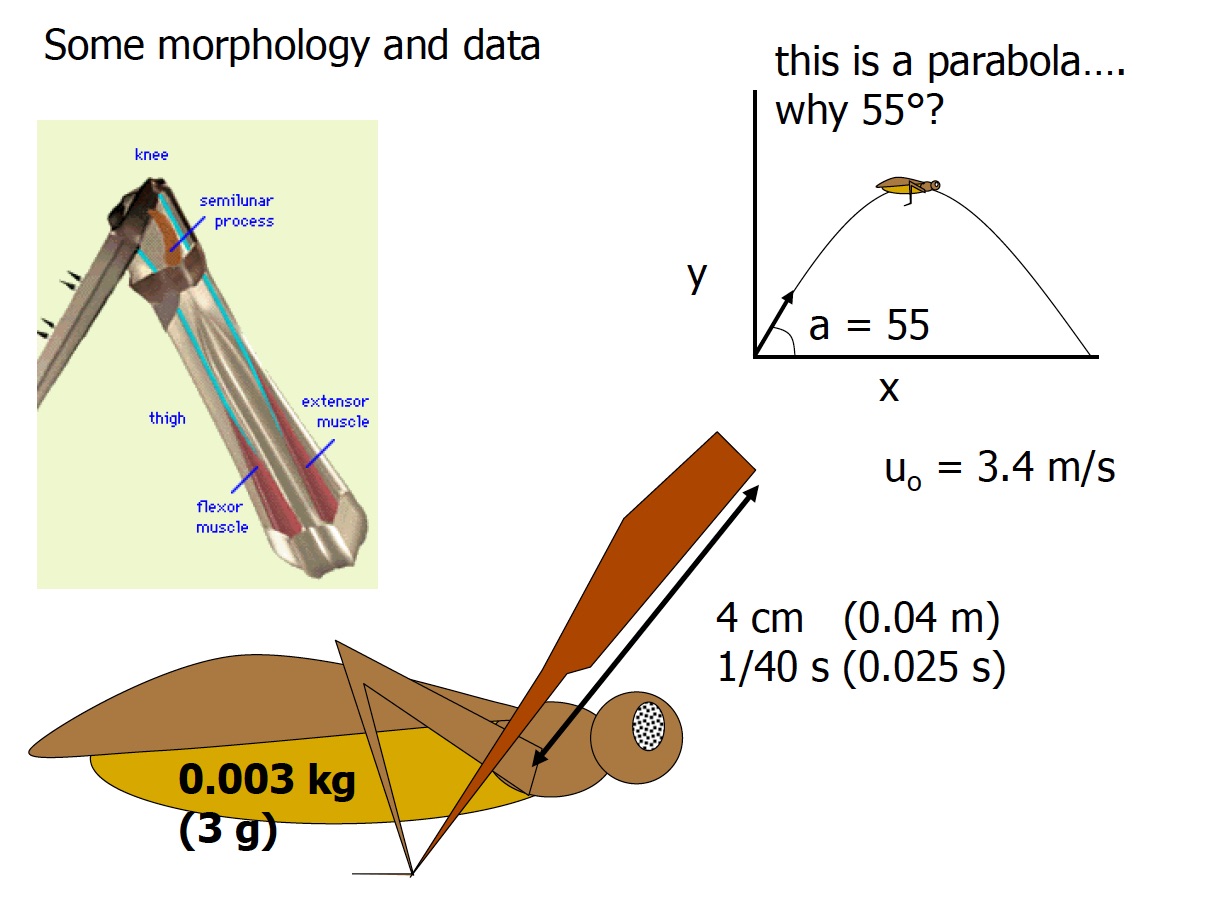 Some morphology and data
this is a parabola....
why 55°?
knee
semilunar
process
thigh
extensor
muscle
flexor
muscle
y
a = 55
x
uo = 3.4 m/s
4 cm (0.04 m)
1/40 s (0.025 s)
0.003 kg
(3 g)